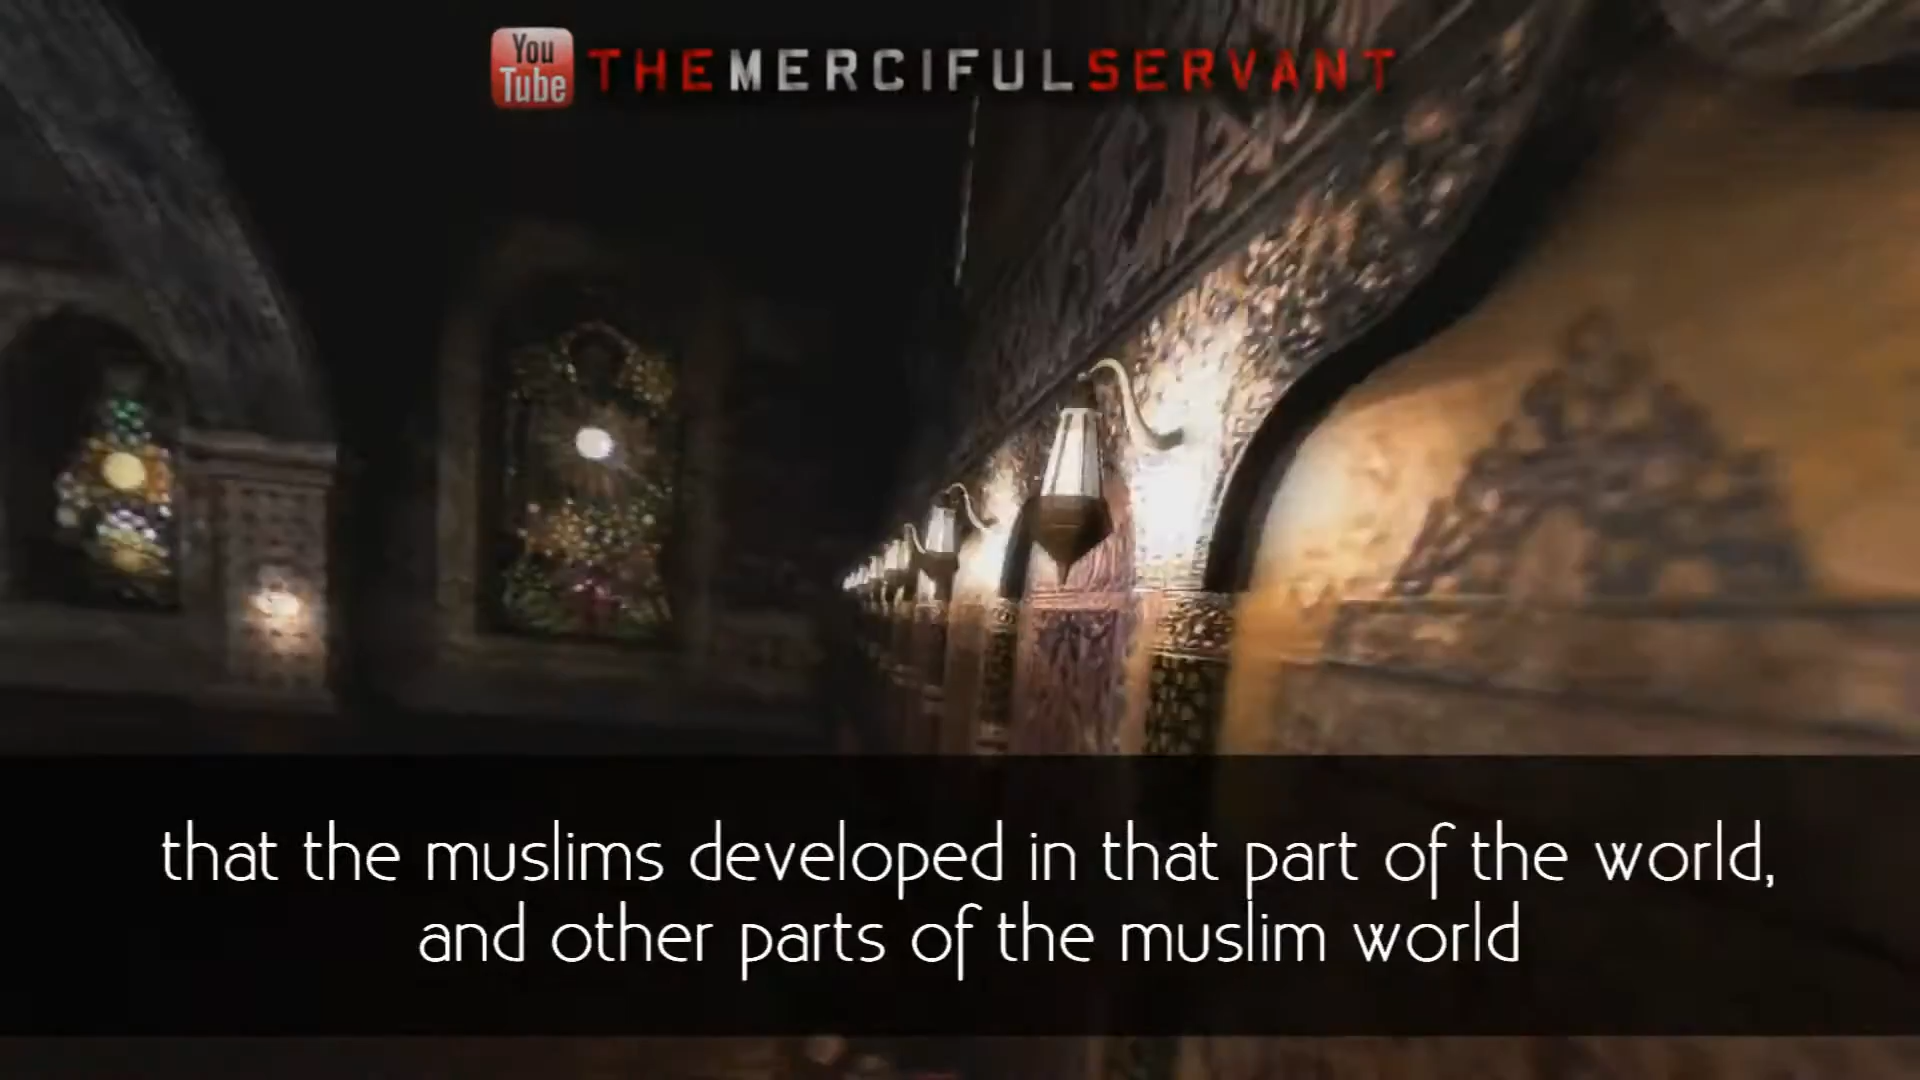 You
Tube
THEMERCIFULSERVANT
that the muslims developed in that part of the world,
and other parts of the muslim world